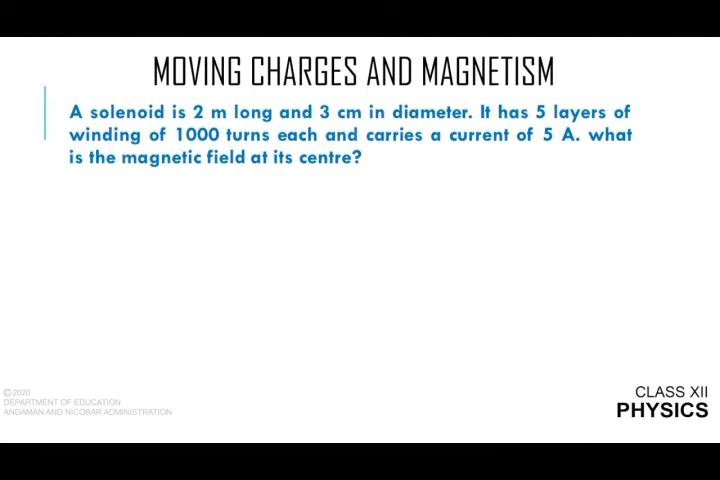 MOVING CHARGES AND MAGNETISM
A solenoid is 2 m long and 3 cm in diameter. It has 5 layers of
winding of 1000 turns each and carries a current of 5 A. what
is the magnetic field at its centre?
©2020
DEPARTMENT OF EDUCATION
ANDAMAN AND NICOBAR ADMINISTRATION
CLASS XII
PHYSICS